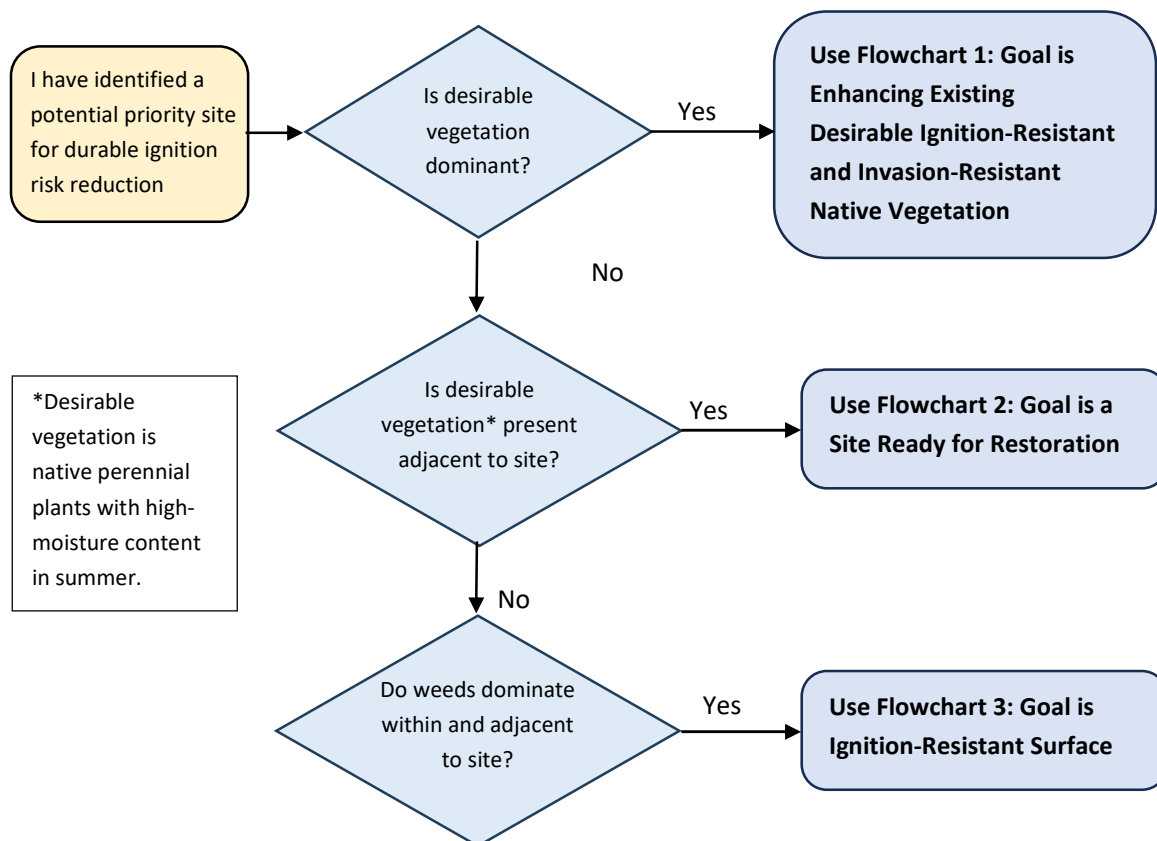 I have identified a
potential priority site
for durable ignition
risk reduction
Is desirable
vegetation
dominant?
Yes
Use Flowchart 1: Goal is
Enhancing Existing
Desirable Ignition-Resistant
and Invasion-Resistant
Native Vegetation
No
*Desirable
vegetation is
native perennial
plants with high-
moisture content
in summer.
Is desirable
vegetation* present
adjacent to site?
Yes
Use Flowchart 2: Goal is a
Site Ready for Restoration
No
Do weeds dominate
within and adjacent
to site?
Yes
Use Flowchart 3: Goal is
Ignition-Resistant Surface